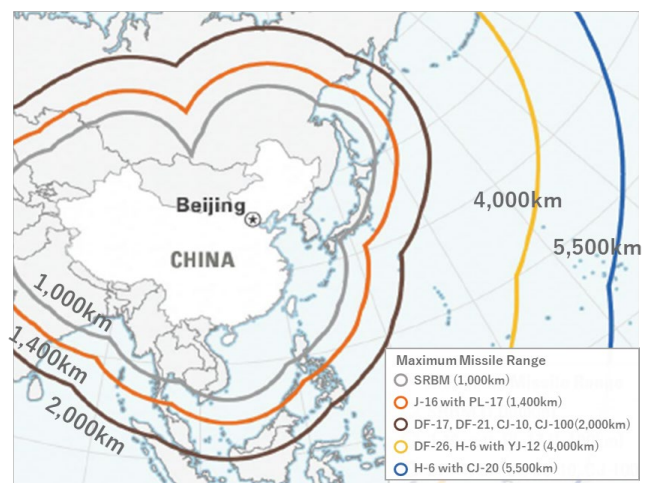 Beijing
CHINA
4,000km
5,500km
1,000km
1,400km
2,000km
Maximum Missile Range
SRBM (1,000km)
J-16 with PL-17 (1,400km)
DF-17, DF-21, CJ-10, CJ-100(2,000km)
DF-26, H-6 with YJ-12 (4,000km)
H-6 with CJ-20 (5,500km)